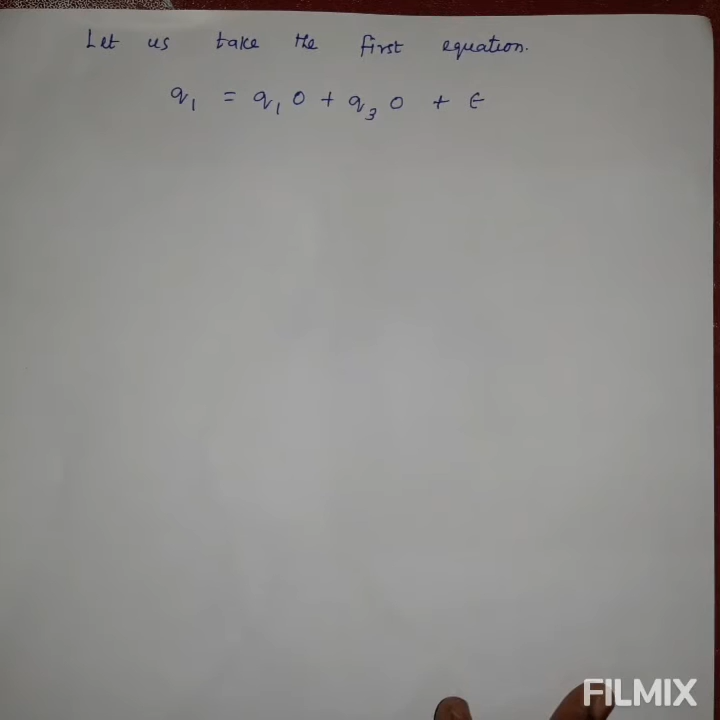 Let us take the first equation.
q₁ = q₁ 0 + q₃ 0 + ∈
FILMIX